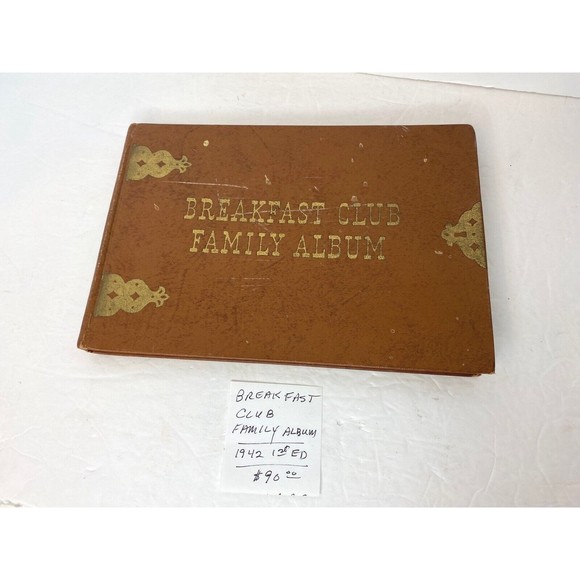 BREAKFAST CLUB
FAMILY ALBUM
BREAKFAST
CLUB
FAMILY ALBUM
1942 1ST ED
$90.00